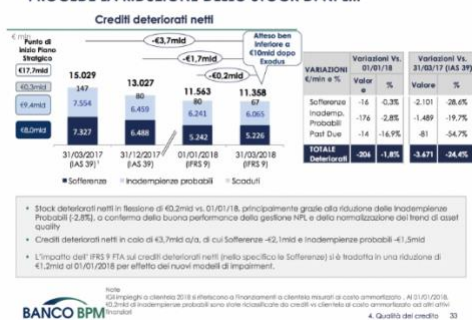 Crediti deteriorati netti
€ min
Punto di
inizio Piano
Strategico
€17,7mld
€0,3mld
€9,4mld
€8,0mld
-€3,7mld
-€1,7mld
-€0,2mld
Atteso ben
inferiore a
€10mld dopo
Exodus
15.029
13.027
11.563
11.358
147
80
80
67
7.554
6.459
6.241
6.065
7.327
6.488
5.242
5.226
31/03/2017
31/12/2017
01/01/2018
31/03/2018
(IAS 39)
(IAS 39)
(IFRS 9)
(IFRS 9)
Sofferenze Inadempienze probabili Scaduti
VARIAZIONI
€/min e %
Variazioni Vs.
01/01/18
Variazioni Vs.
31/03/17 (IAS 39)
Valore % Valore %
Sofferenze -16 -0,3% -2.101 -28,6%
Inademp. Probabili -176 -2,8% -1.489 -19,7%
Past Due -14 -16,9% -81 -54,7%
TOTALE Deteriorati -206 -1,8% -3.671 -24,4%
• Stock deteriorati netti in flessione di €0,2mld vs. 01/01/18, principalmente grazie alla riduzione delle Inadempienze
Probabili (-2,8%), a conferma della buona performance della gestione NPL e della normalizzazione del trend di asset
quality
• Crediti deteriorati netti in calo di €3,7mld a/a, di cui Sofferenze -€2,1mld e Inadempienze probabili -€1,5mld
• L'impatto dell' IFRS 9 FTA sui crediti deteriorati netti (nello specifico le Sofferenze) si è tradotta in una riduzione di
€1,2mld al 01/01/2018 per effetto dei nuovi modelli di impairment.
Note
BANCO BPM
4. Qualità del credito 33